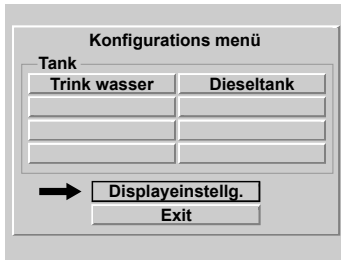 Konfigurations menü
Tank
Trink wasser Dieseltank
Displayeinstellg.
Exit